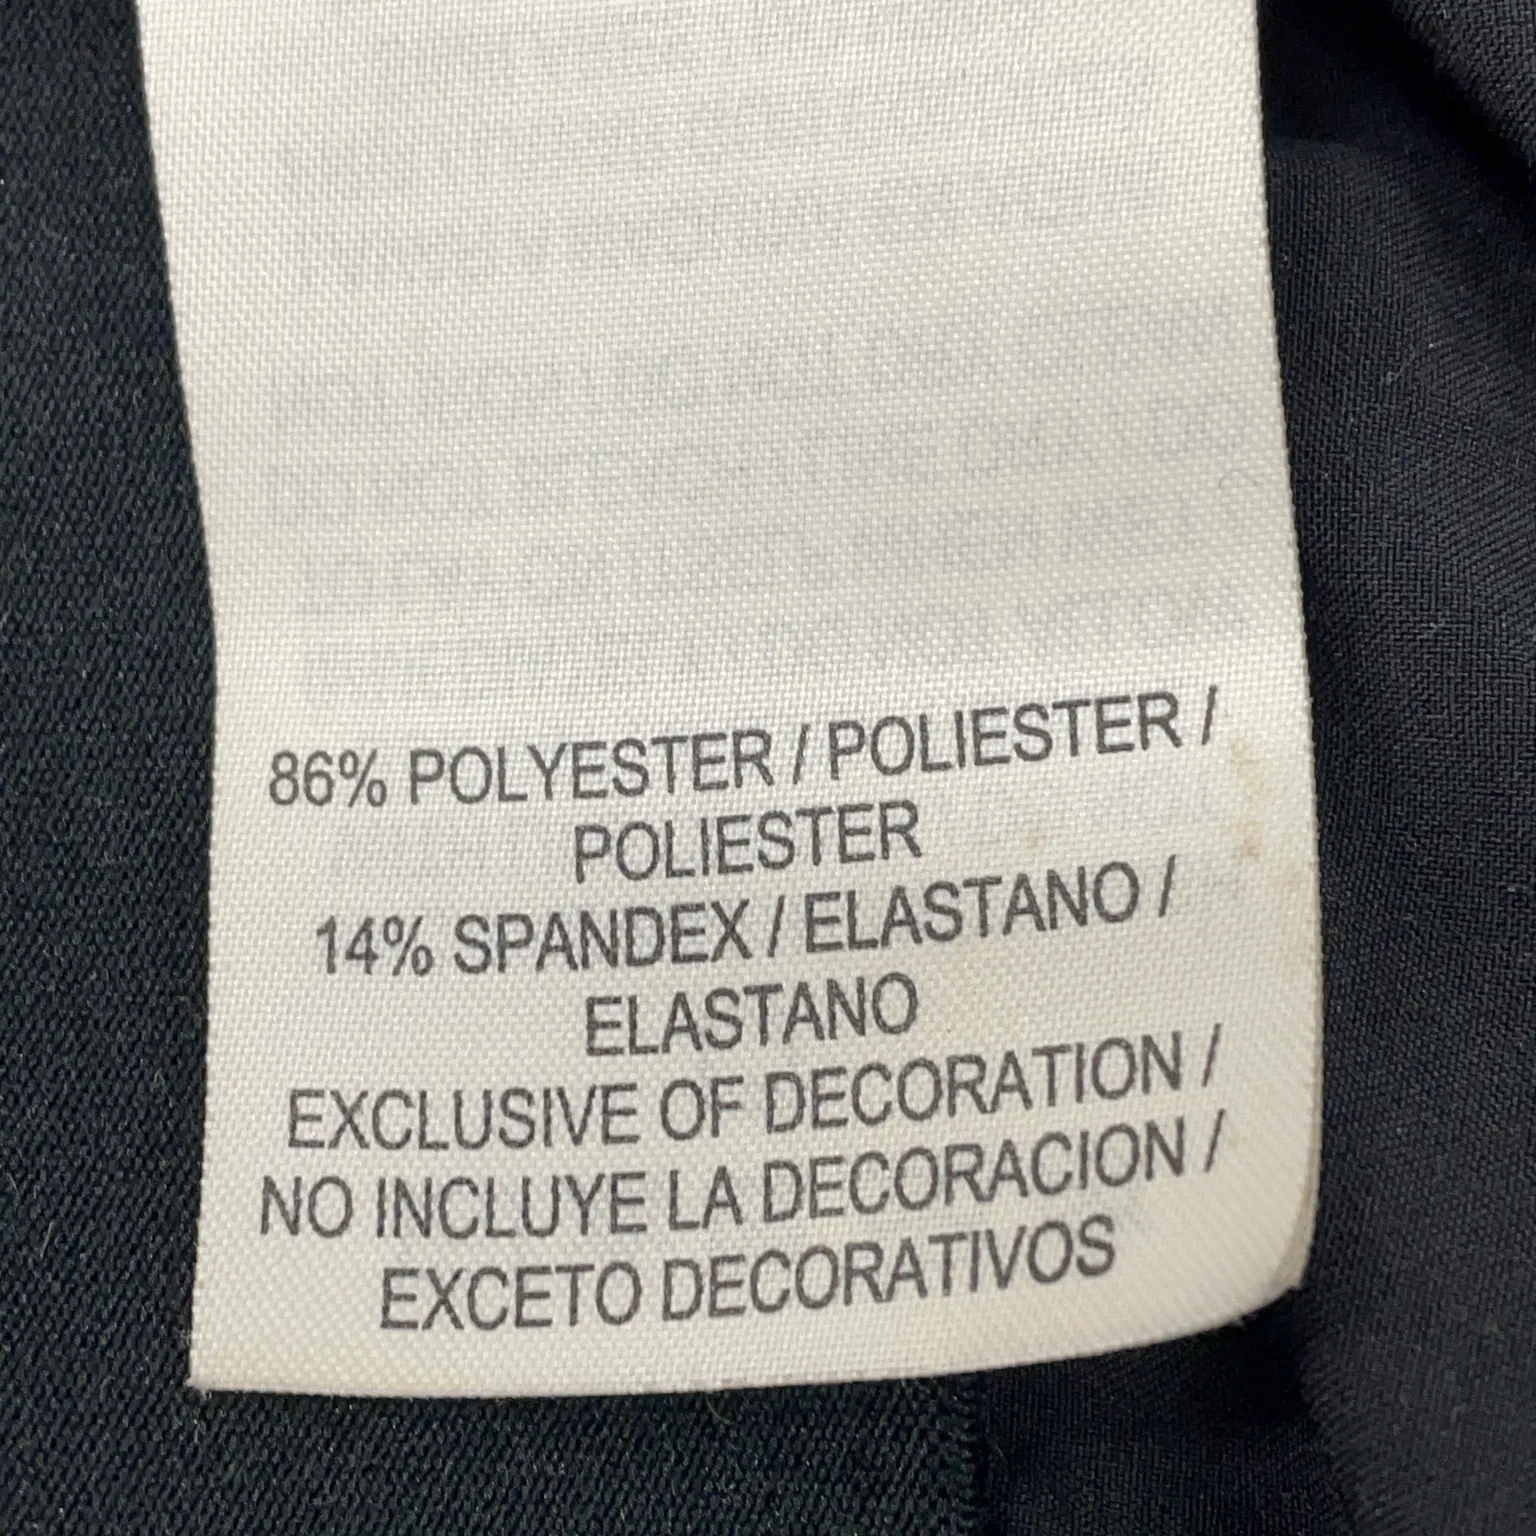 86% POLYESTER / POLIESTER /
POLIESTER
14% SPANDEX / ELASTANO /
ELASTANO
EXCLUSIVE OF DECORATION /
NO INCLUYE LA DECORACION /
EXCETO DECORATIVOS